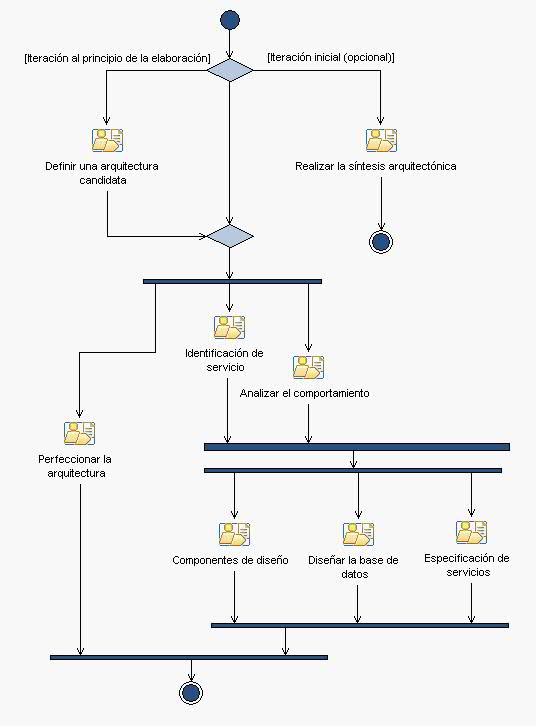 [Iteración al principio de la elaboración]
[Iteración inicial (opcional)]
Definir una arquitectura
candidata
Realizar la síntesis arquitectónica
Identificación de
servicio
Analizar el comportamiento
Perfeccionar la
arquitectura
Componentes de diseño
Diseñar la base de
datos
Especificación de
servicios